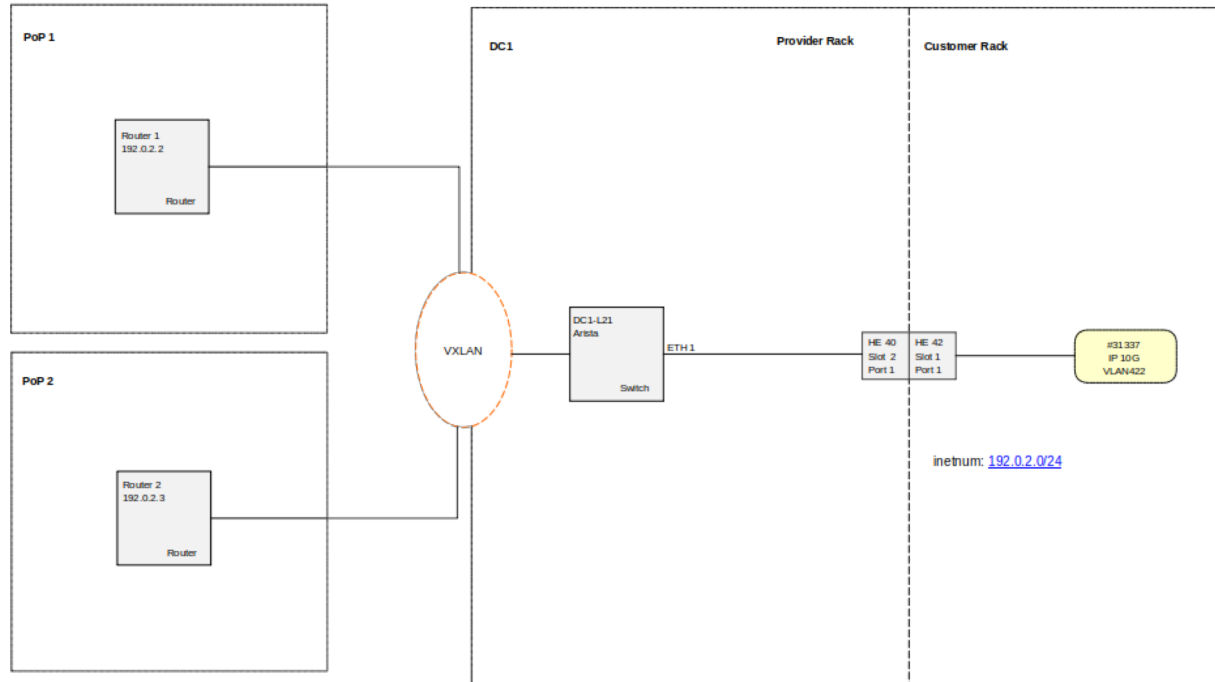 PoP 1
Router 1
192.0.2.2
Router
PoP 2
Router 2
192.0.2.3
Router
VXLAN
DC1
Provider Rack
Customer Rack
DC1-L21
Arista
Switch
ETH 1
HE 40
Slot 2
Port 1
HE 42
Slot 1
Port 1
#31337
IP 10G
VLAN422
inetnum: 192.0.2.0/24